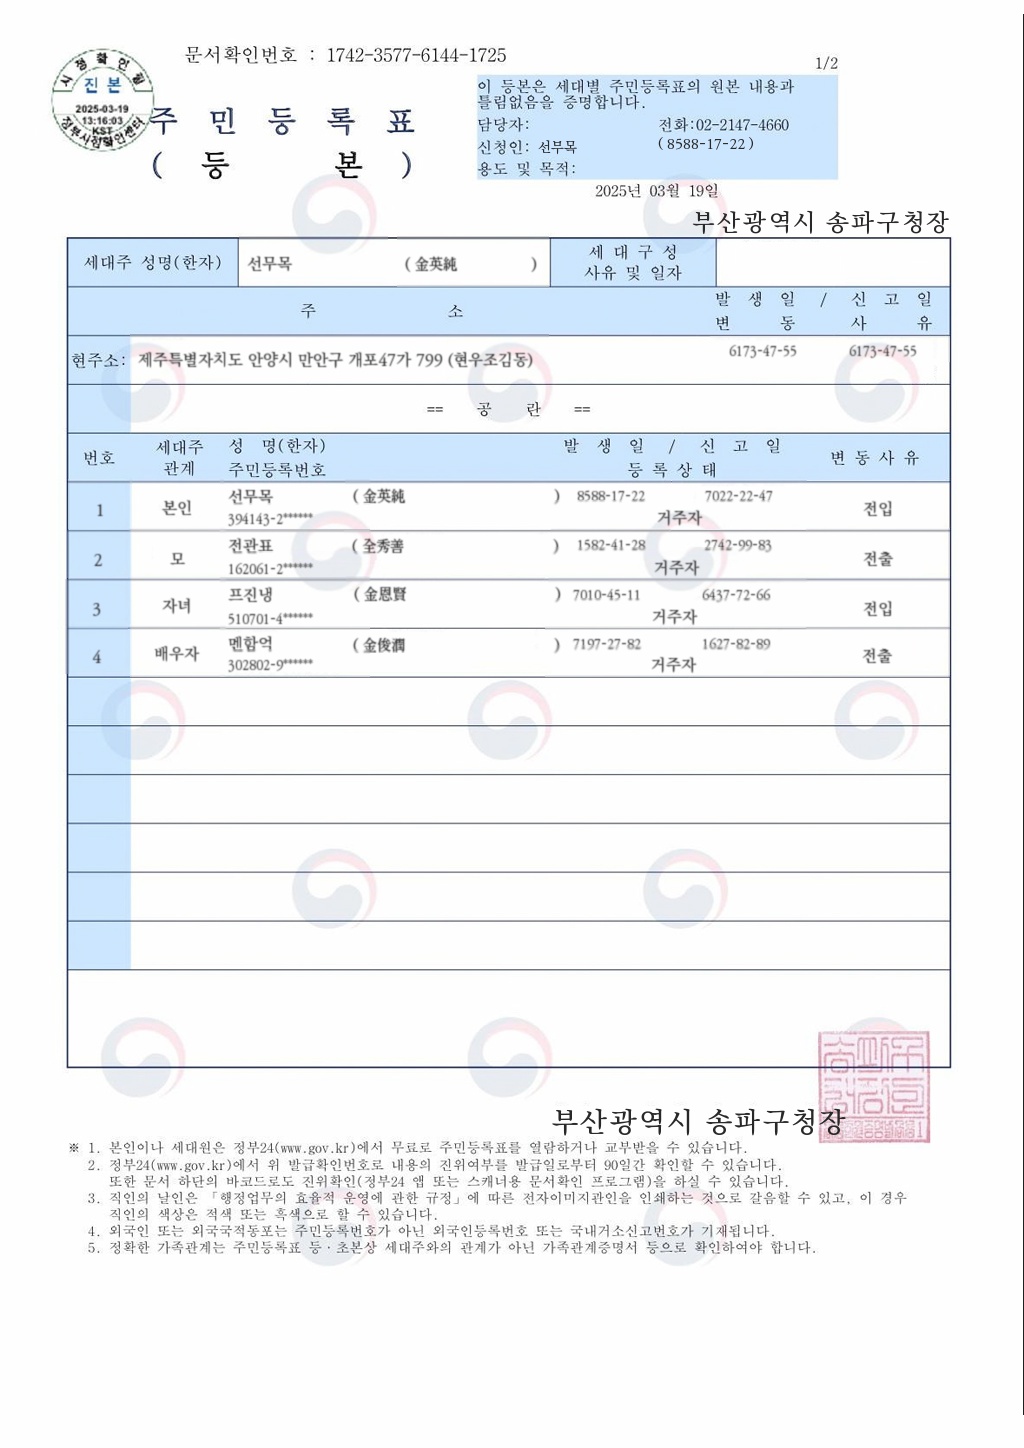 문서확인번호 : 1742-3577-6144-1725
1/2
시점확인필
진 본
2025-03-19
13:16:03
KST
정부시점확인센터
주 민 등 록 표
( 등 본 )
이 등본은 세대별 주민등록표의 원본 내용과
틀림없음을 증명합니다.
담당자: 전화:02-2147-4660
신청인: 선부목 (8588-17-22)
용도 및 목적:
2025년 03월 19일
부산광역시 송파구청장
세대주 성명(한자) 선무목 (金英純 ) 세 대 구 성
사유 및 일자
주 소 발 생 일 / 신 고 일
변 동 사 유
현주소: 제주특별자치도 안양시 만안구 개포47가 799 (현우조김동) 6173-47-55 6173-47-55
== 공 란 ==
번호 세대주 관계 성 명(한자) 주민등록번호 발 생 일 / 신 고 일 등 록 상 태 변 동 사 유
1 본인 선무목 (金英純 ) 8588-17-22 7022-22-47 전입
394143-2****** 거주자
2 모 전관표 (全秀善 ) 1582-41-28 2742-99-83 전출
162061-2****** 거주자
3 자녀 프진냉 (金恩賢 ) 7010-45-11 6437-72-66 전입
510701-4****** 거주자
4 배우자 멘함억 (金俊潤 ) 7197-27-82 1627-82-89 전출
302802-9****** 거주자
부산광역시 송파구청장
※ 1. 본인이나 세대원은 정부24(www.gov.kr)에서 무료로 주민등록표를 열람하거나 교부받을 수 있습니다.
2. 정부24(www.gov.kr)에서 위 발급확인번호로 내용의 진위여부를 발급일로부터 90일간 확인할 수 있습니다.
또한 문서 하단의 바코드로도 진위확인(정부24 앱 또는 스캐너용 문서확인 프로그램)을 하실 수 있습니다.
3. 직인의 날인은 「행정업무의 효율적 운영에 관한 규정」에 따른 전자이미지관인을 인쇄하는 것으로 갈음할 수 있고, 이 경우
직인의 색상은 적색 또는 흑색으로 할 수 있습니다.
4. 외국인 또는 외국국적동포는 주민등록번호가 아닌 외국인등록번호 또는 국내거소신고번호가 기재됩니다.
5. 정확한 가족관계는 주민등록표 등·초본상 세대주와의 관계가 아닌 가족관계증명서 등으로 확인하여야 합니다.